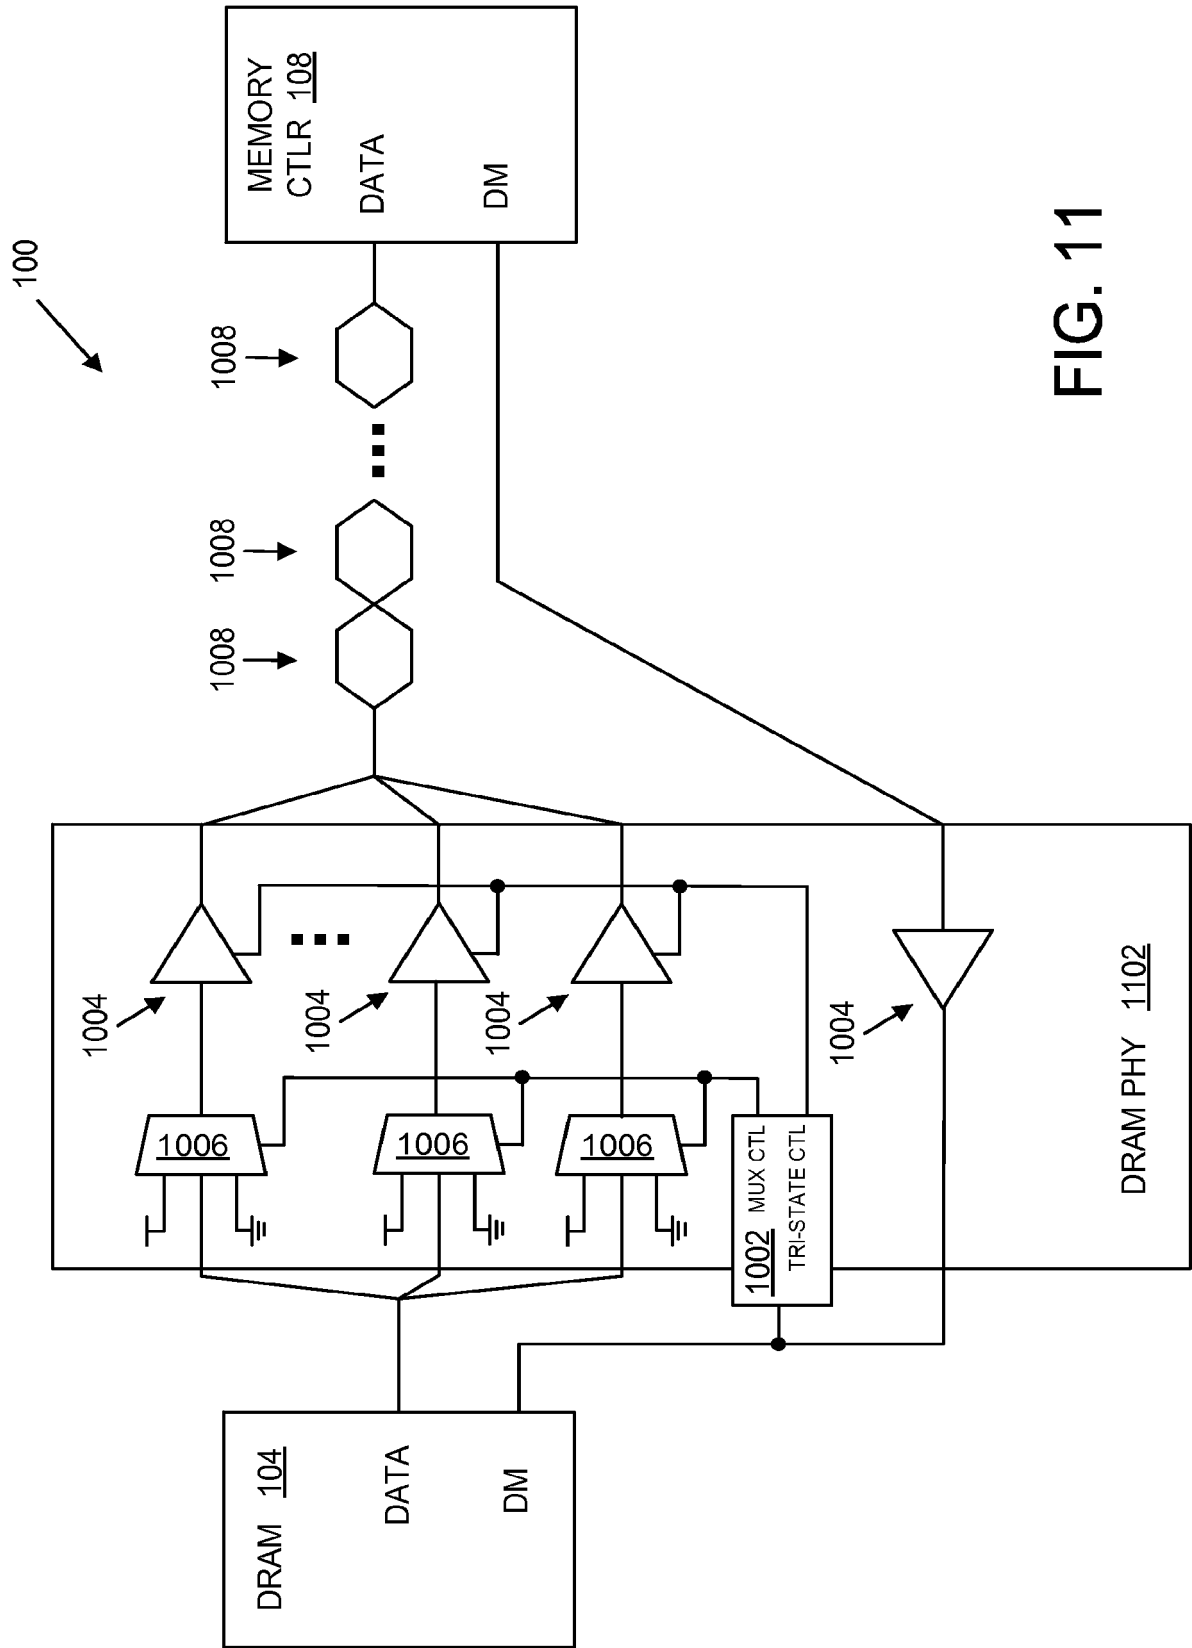 100
DRAM 104
DATA
DM
1006
1004
1006
1004
1006
1004
1002
MUX CTL
TRI-STATE CTL
1004
DRAM PHY 1102
1008
1008
1008
MEMORY
CTLR 108
DATA
DM
FIG. 11